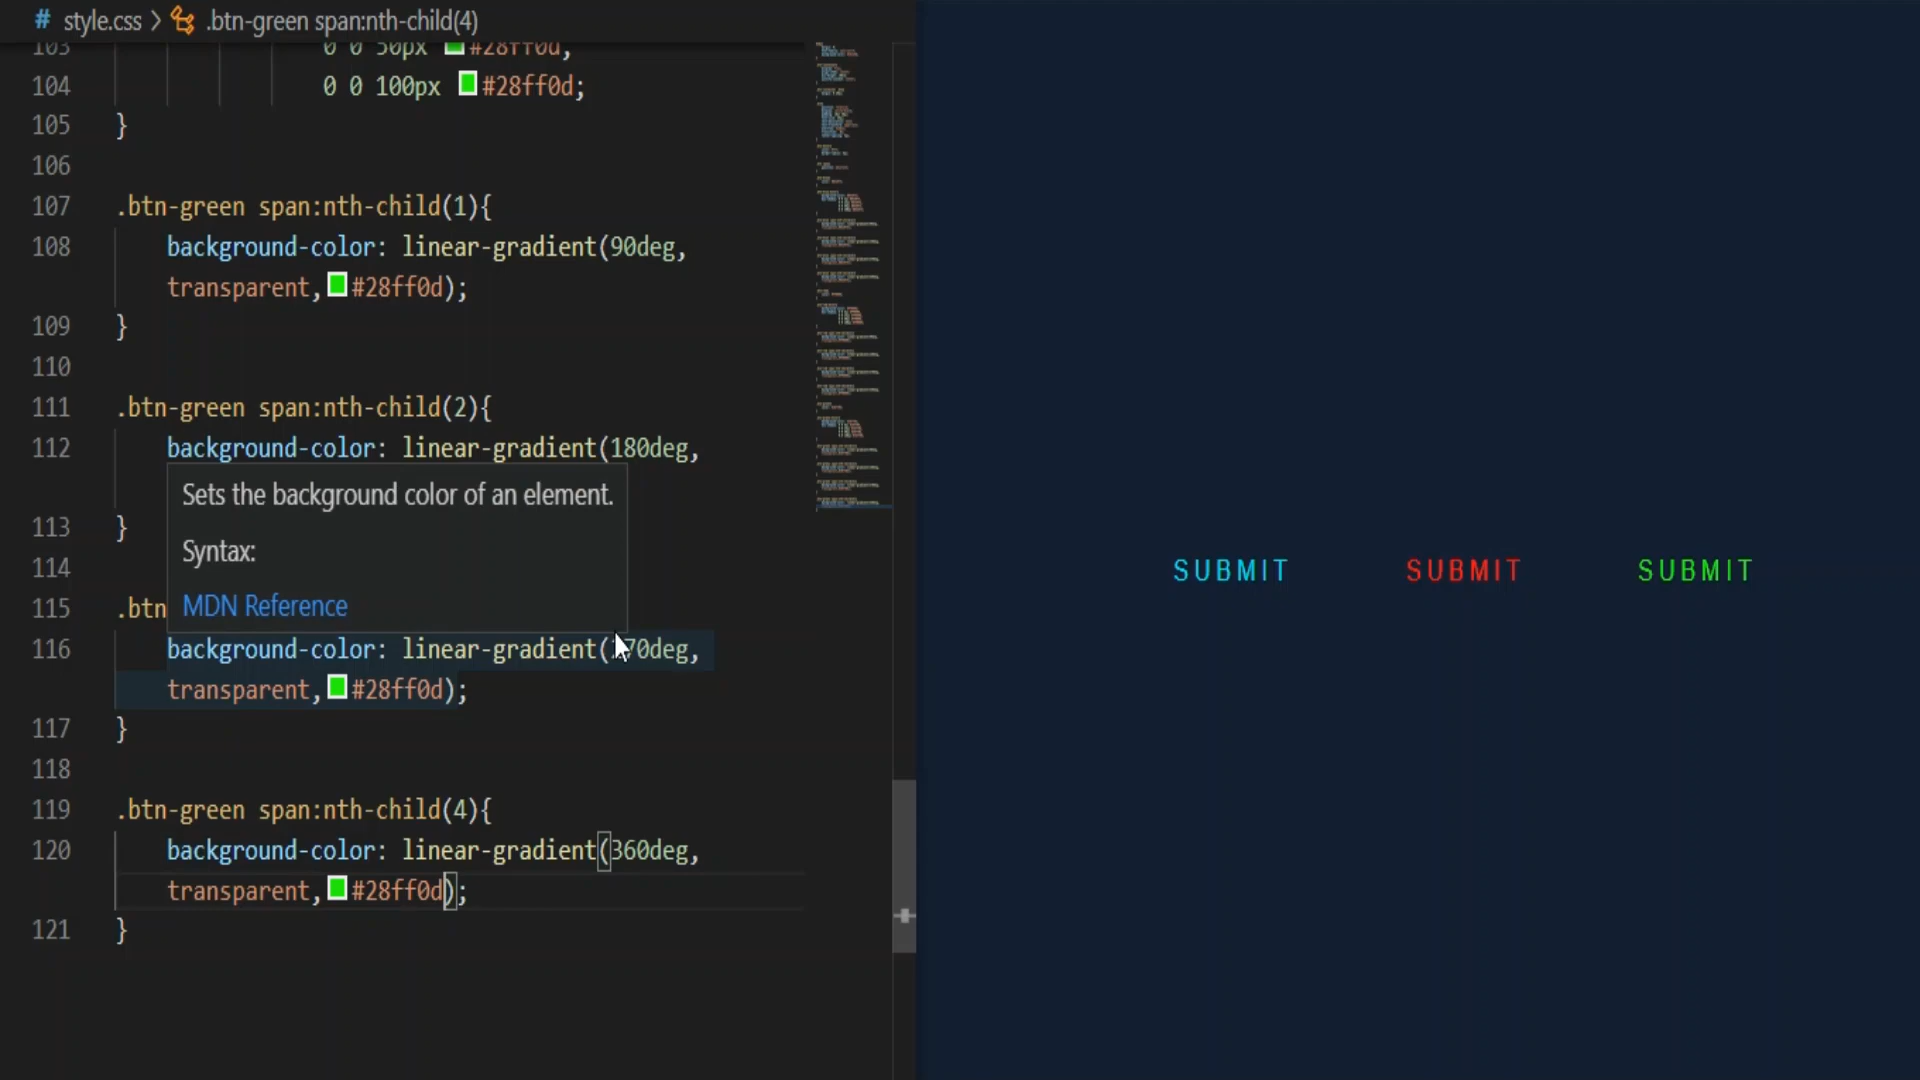 # style.css > .btn-green span:nth-child(4)
103 0 0 50px #28ff0d,
104 0 0 100px #28ff0d;
105 }
106
107 .btn-green span:nth-child(1){
108 background-color: linear-gradient(90deg,
transparent, #28ff0d);
109 }
110
111 .btn-green span:nth-child(2){
112 background-color: linear-gradient(180deg,
Sets the background color of an element.
Syntax:
MDN Reference
113 }
114
115 .btn
116 background-color: linear-gradient(270deg,
transparent, #28ff0d);
117 }
118
119 .btn-green span:nth-child(4){
120 background-color: linear-gradient(360deg,
transparent, #28ff0d);
121 }
SUBMIT SUBMIT SUBMIT